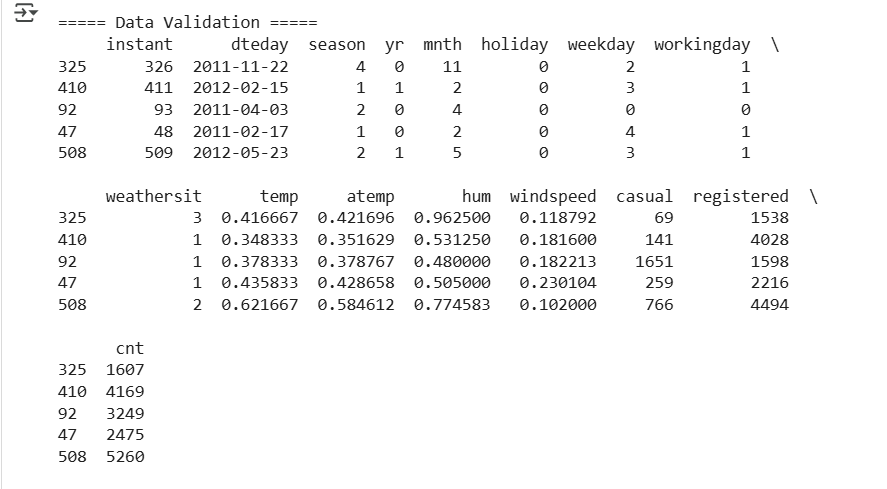 ===== Data Validation =====
     instant      dteday  season  yr  mnth  holiday  weekday  workingday  \
325      326  2011-11-22       4   0    11        0        2           1
410      411  2012-02-15       1   1     2        0        3           1
92        93  2011-04-03       2   0     4        0        0           0
47        48  2011-02-17       1   0     2        0        4           1
508      509  2012-05-23       2   1     5        0        3           1
     weathersit      temp     atemp       hum  windspeed  casual  registered  \
325           3  0.416667  0.421696  0.962500   0.118792      69        1538
410           1  0.348333  0.351629  0.531250   0.181600     141        4028
92            1  0.378333  0.378767  0.480000   0.182213    1651        1598
47            1  0.435833  0.428658  0.505000   0.230104     259        2216
508           2  0.621667  0.584612  0.774583   0.102000     766        4494
      cnt
325  1607
410  4169
92   3249
47   2475
508  5260